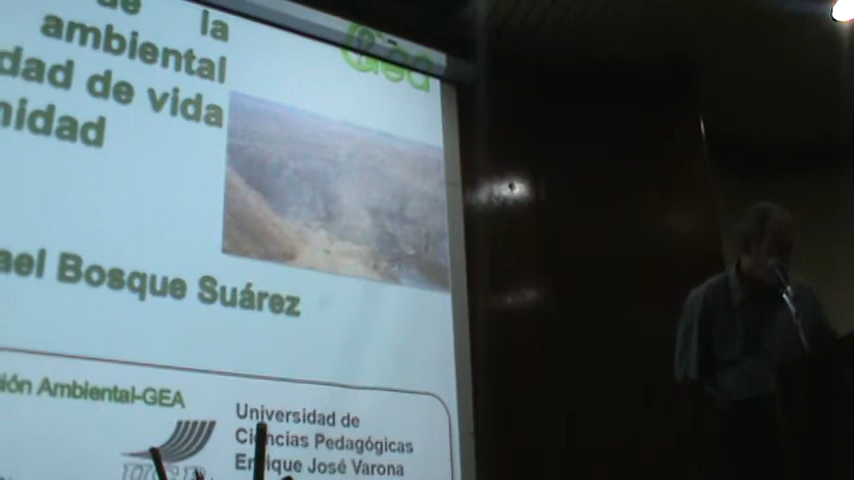 de la
ambiental
dad de vida
nidad
Gea
ael Bosque Suárez
ión Ambiental-GEA
Universidad de
Ciencias Pedagógicas
Enrique José Varona